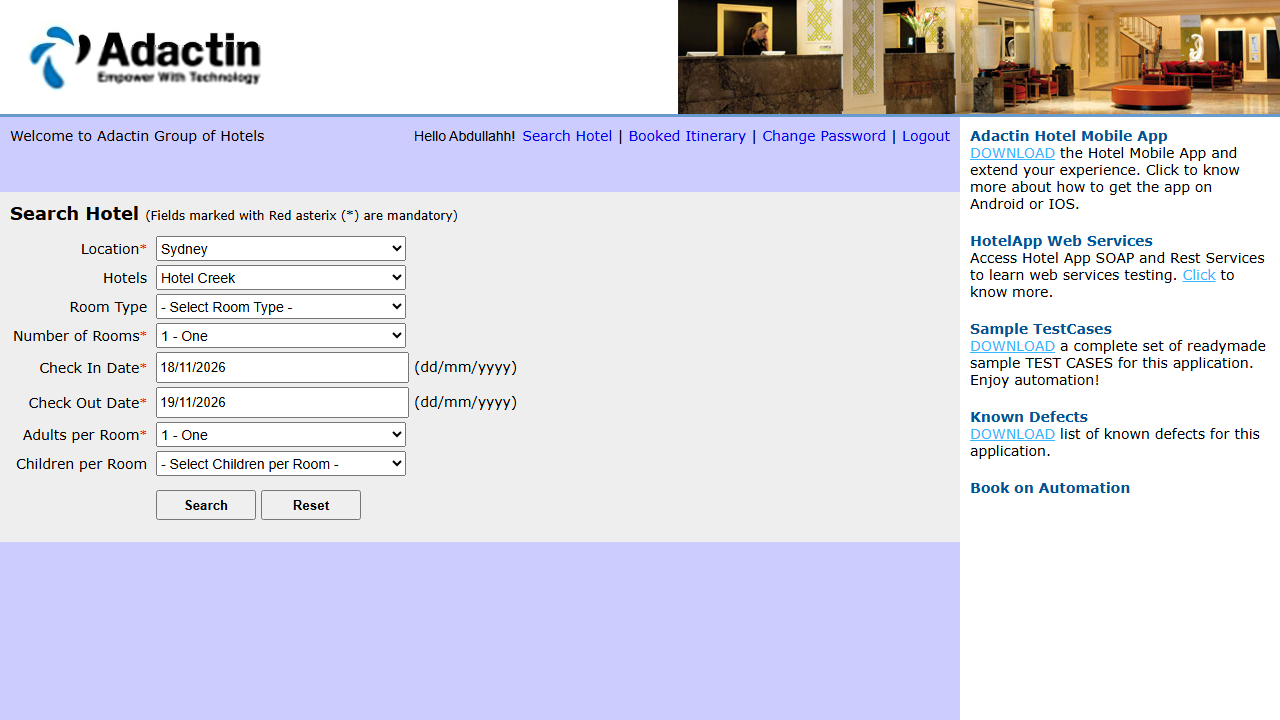 Adactin
Empower With Technology
Welcome to Adactin Group of Hotels
Hello Abdullahh! Search Hotel | Booked Itinerary | Change Password | Logout
Search Hotel (Fields marked with Red asterix (*) are mandatory)
Location* Sydney
Hotels Hotel Creek
Room Type - Select Room Type -
Number of Rooms* 1 - One
Check In Date* 18/11/2026 (dd/mm/yyyy)
Check Out Date* 19/11/2026 (dd/mm/yyyy)
Adults per Room* 1 - One
Children per Room - Select Children per Room -
Search Reset
Adactin Hotel Mobile App
DOWNLOAD the Hotel Mobile App and
extend your experience. Click to know
more about how to get the app on
Android or IOS.
HotelApp Web Services
Access Hotel App SOAP and Rest Services
to learn web services testing. Click to
know more.
Sample TestCases
DOWNLOAD a complete set of readymade
sample TEST CASES for this application.
Enjoy automation!
Known Defects
DOWNLOAD list of known defects for this
application.
Book on Automation